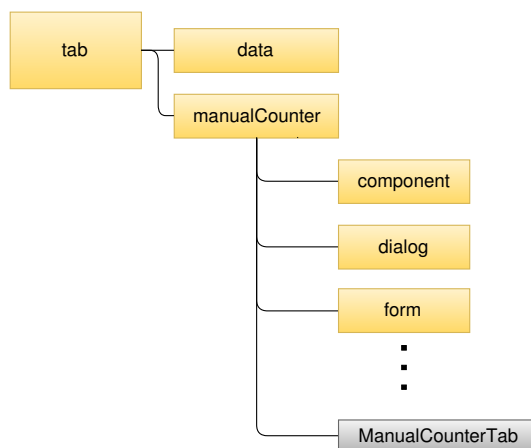 tab
data
manualCounter
component
dialog
form
ManualCounterTab